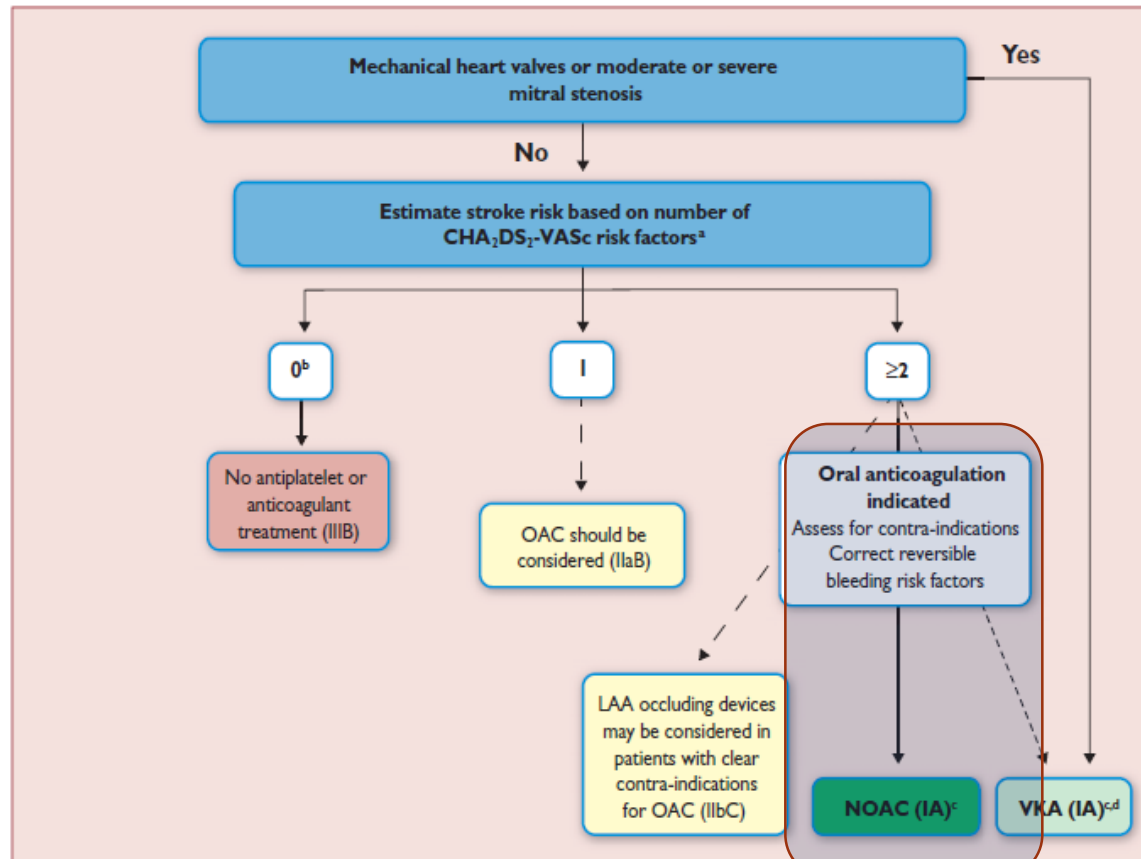 Mechanical heart valves or moderate or severe
mitral stenosis
Yes
No
Estimate stroke risk based on number of
CHA₂DS₂-VASc risk factorsᵃ
0ᵇ
1
≥2
No antiplatelet or
anticoagulant
treatment (IIIB)
OAC should be
considered (IIaB)
Oral anticoagulation
indicated
Assess for contra-indications
Correct reversible
bleeding risk factors
LAA occluding devices
may be considered in
patients with clear
contra-indications
for OAC (IIbC)
NOAC (IA)ᶜ
VKA (IA)ᶜ,ᵈ